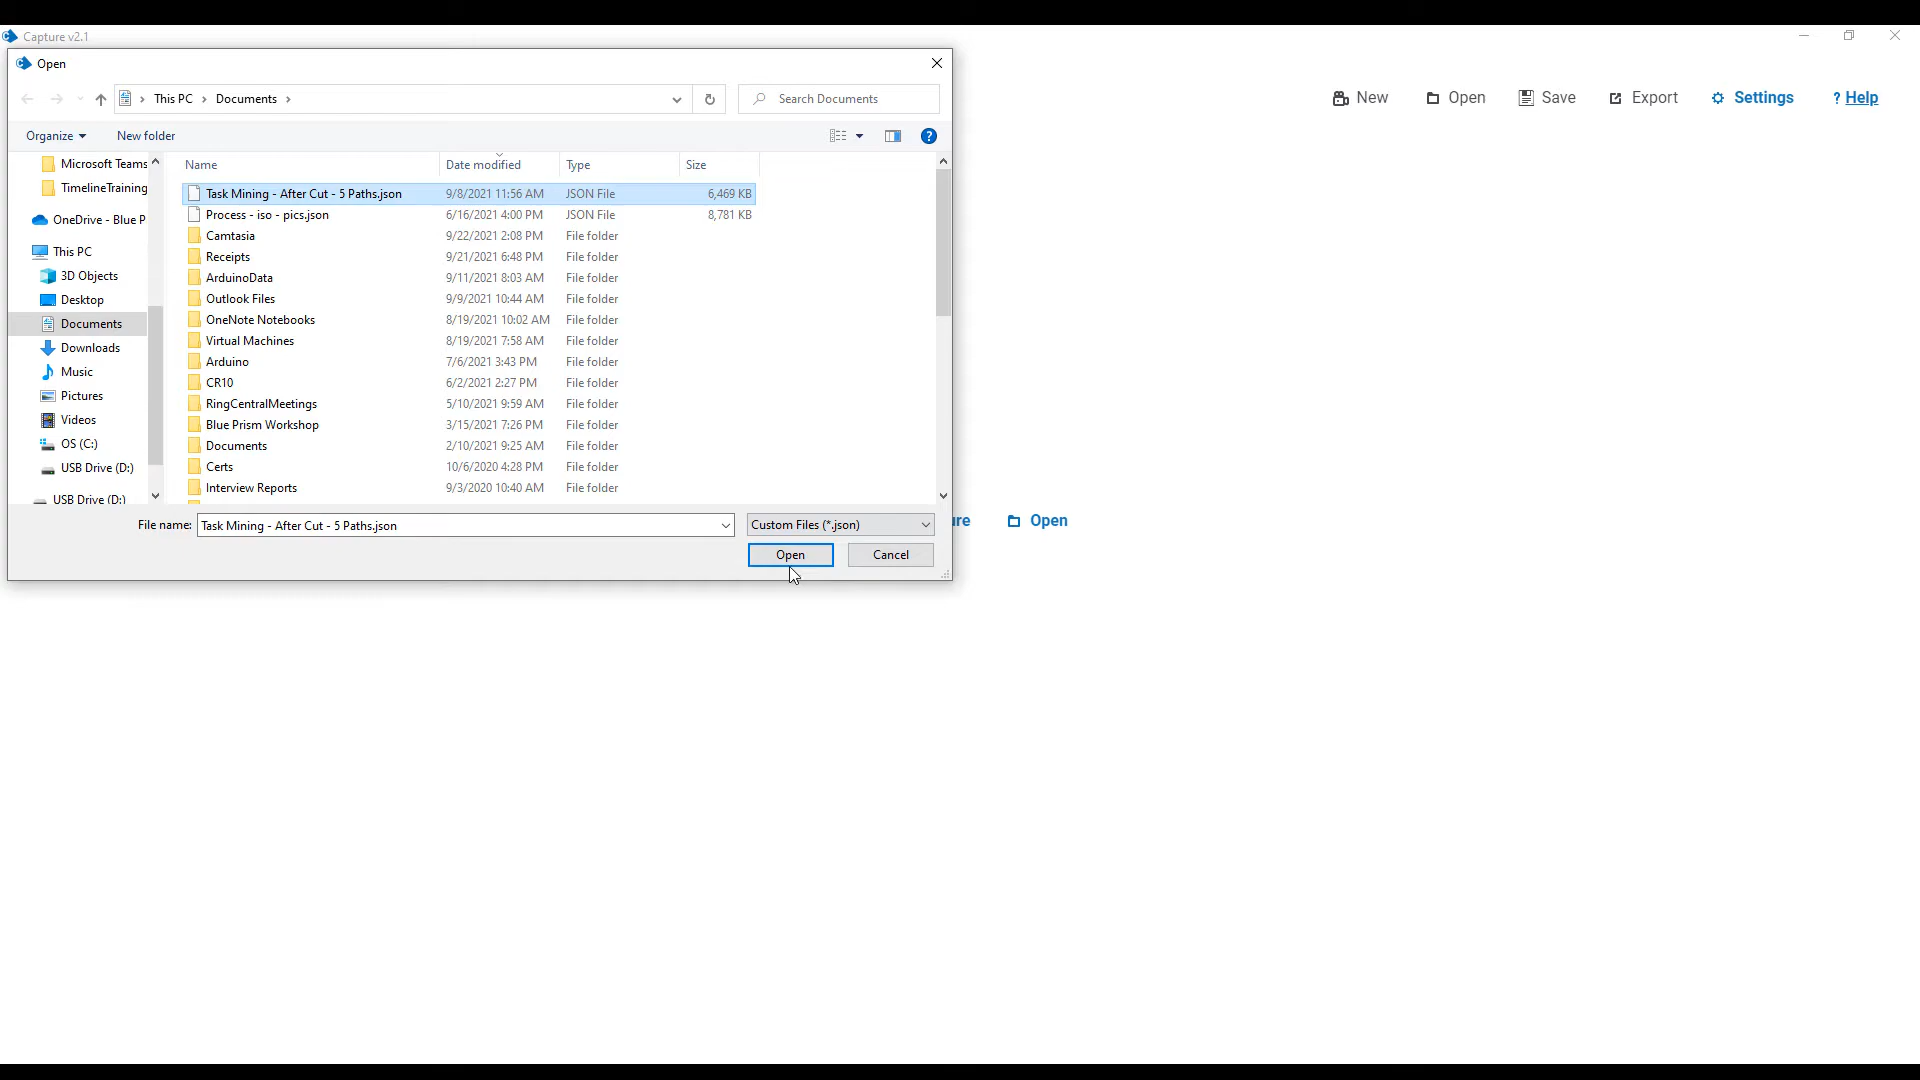 Capture v2.1
Open
This PC > Documents >
Search Documents
New
Open
Save
Export
Settings
? Help
Organize
New folder
Microsoft Teams
TimelineTraining
OneDrive - Blue P
This PC
3D Objects
Desktop
Documents
Downloads
Music
Pictures
Videos
OS (C:)
USB Drive (D:)
USB Drive (D:)
Name Date modified Type Size
Task Mining - After Cut - 5 Paths.json 9/8/2021 11:56 AM JSON File 6,469 KB
Process - iso - pics.json 6/16/2021 4:00 PM JSON File 8,781 KB
Camtasia 9/22/2021 2:08 PM File folder
Receipts 9/21/2021 6:48 PM File folder
ArduinoData 9/11/2021 8:03 AM File folder
Outlook Files 9/9/2021 10:44 AM File folder
OneNote Notebooks 8/19/2021 10:02 AM File folder
Virtual Machines 8/19/2021 7:58 AM File folder
Arduino 7/6/2021 3:43 PM File folder
CR10 6/2/2021 2:27 PM File folder
RingCentralMeetings 5/10/2021 9:59 AM File folder
Blue Prism Workshop 3/15/2021 7:26 PM File folder
Documents 2/10/2021 9:25 AM File folder
Certs 10/6/2020 4:28 PM File folder
Interview Reports 9/3/2020 10:40 AM File folder
File name: Task Mining - After Cut - 5 Paths.json
Custom Files (*.json)
Open
Cancel
ure
Open